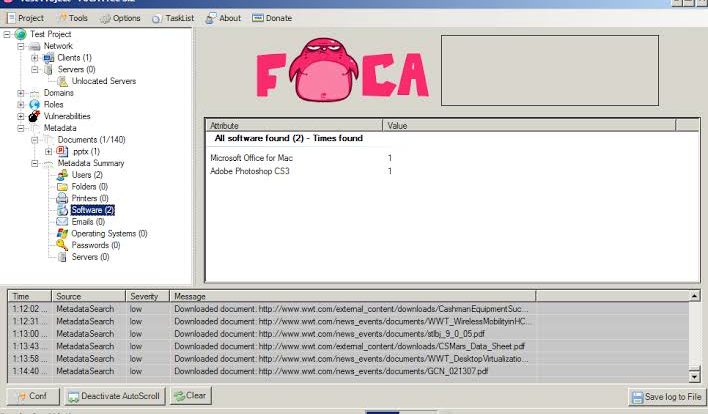 Project Tools Options TaskList About Donate
Test Project
Network
Clients (1)
Servers (0)
Unlocated Servers
Domains
Roles
Vulnerabilities
Metadata
Documents (1/140)
pptx (1)
Metadata Summary
Users (2)
Folders (0)
Printers (0)
Software (2)
Emails (0)
Operating Systems (0)
Passwords (0)
Servers (0)
FOCA
Attribute Value
All software found (2) - Times found
Microsoft Office for Mac 1
Adobe Photoshop CS3 1
Time Source Severity Message
1:12:02 ... MetadataSearch low Downloaded document: http://www.wwt.com/external_content/downloads/CashmanEquipmentSuc...
1:12:31 ... MetadataSearch low Downloaded document: http://www.wwt.com/news_events/documents/WWT_WirelessMobilityinHC...
1:13:00 ... MetadataSearch low Downloaded document: http://www.wwt.com/news_events/documents/stlbj_9_0_05.pdf
1:13:43 ... MetadataSearch low Downloaded document: http://www.wwt.com/external_content/downloads/CSMars_Data_Sheet.pdf
1:13:58 ... MetadataSearch low Downloaded document: http://www.wwt.com/news_events/documents/WWT_DesktopVirtualizatio...
1:14:40 ... MetadataSearch low Downloaded document: http://www.wwt.com/news_events/documents/GCN_021307.pdf
Conf Deactivate AutoScroll Clear Save log to File